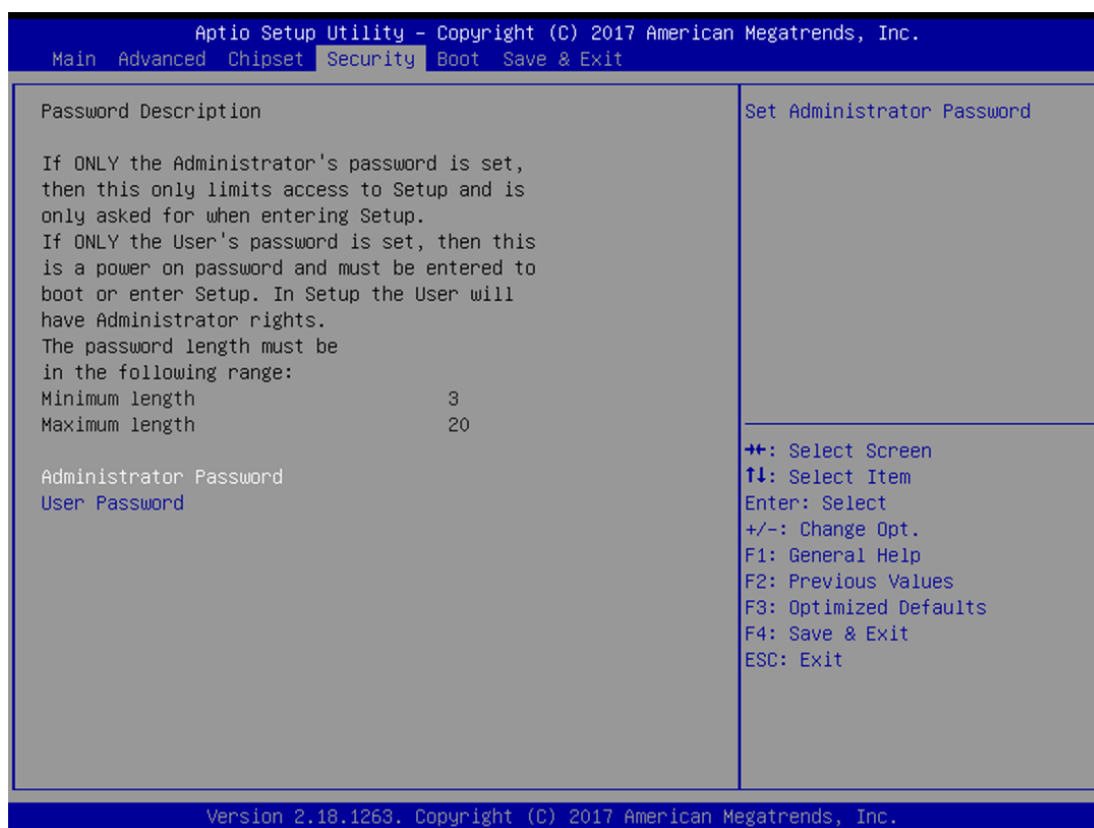 Aptio Setup Utility – Copyright (C) 2017 American Megatrends, Inc.
Main Advanced Chipset Security Boot Save & Exit
Password Description
If ONLY the Administrator's password is set,
then this only limits access to Setup and is
only asked for when entering Setup.
If ONLY the User's password is set, then this
is a power on password and must be entered to
boot or enter Setup. In Setup the User will
have Administrator rights.
The password length must be
in the following range:
Minimum length 3
Maximum length 20
Administrator Password
User Password
Set Administrator Password
→←: Select Screen
↑↓: Select Item
Enter: Select
+/-: Change Opt.
F1: General Help
F2: Previous Values
F3: Optimized Defaults
F4: Save & Exit
ESC: Exit
Version 2.18.1263. Copyright (C) 2017 American Megatrends, Inc.